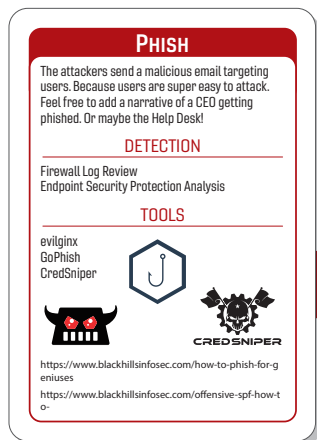 PHISH
The attackers send a malicious email targeting
users. Because users are super easy to attack.
Feel free to add a narrative of a CEO getting
phished. Or maybe the Help Desk!
DETECTION
Firewall Log Review
Endpoint Security Protection Analysis
TOOLS
evilginx
GoPhish
CredSniper
CREDSNIPER
https://www.blackhillsinfosec.com/how-to-phish-for-g
eniuses
https://www.blackhillsinfosec.com/offensive-spf-how-t
o-